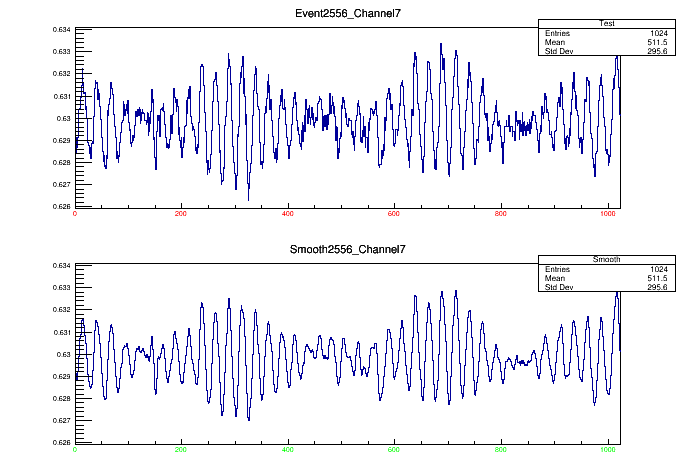 Event2556_Channel7
Test
Entries 1024
Mean 511.5
Std Dev 295.6
0.634
0.633
0.632
0.631
0.63
0.629
0.628
0.627
0.626
0 200 400 600 800 1000
Smooth2556_Channel7
Smooth
Entries 1024
Mean 511.5
Std Dev 295.6
0.634
0.633
0.632
0.631
0.63
0.629
0.628
0.627
0.626
0 200 400 600 800 1000